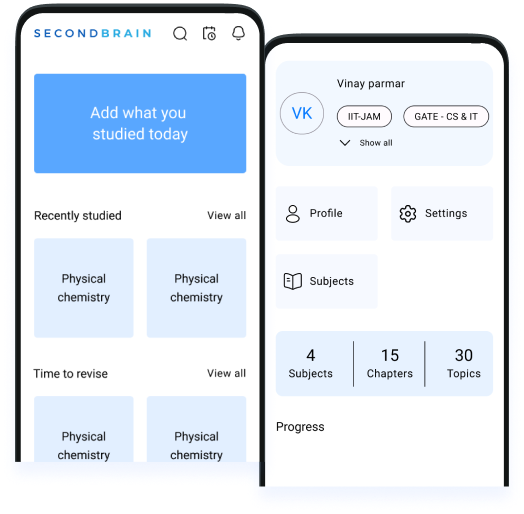 SECONDBRAIN
Add what you
studied today
Recently studied
View all
Physical
chemistry
Physical
chemistry
Time to revise
View all
Physical
chemistry
Physical
chemistry
Vinay parmar
VK
IIT-JAM
GATE - CS & IT
Show all
Profile
Settings
Subjects
4
Subjects
15
Chapters
30
Topics
Progress